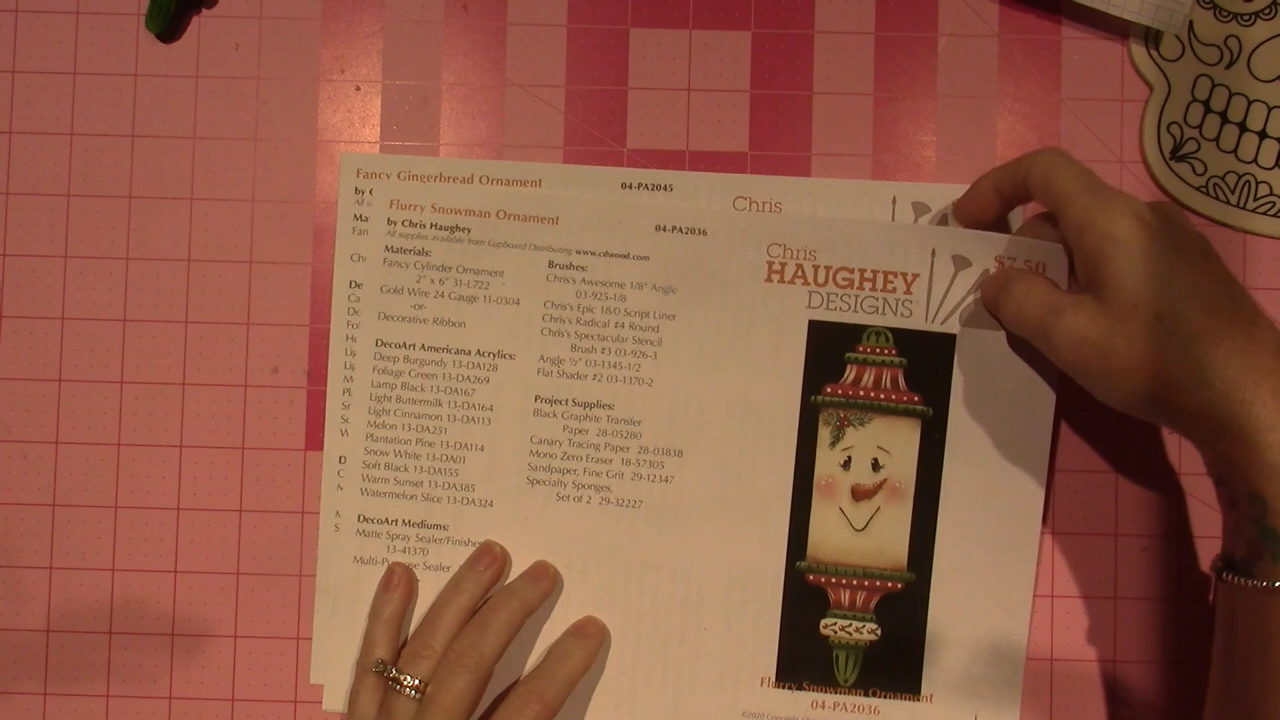 Fancy Gingerbread Ornament
04-PA2045
Chris
by
Flurry Snowman Ornament
04-PA2036
by Chris Haughey
All supplies available from Cupboard Distributing www.cdwood.com
Materials:
Fancy Cylinder Ornament
2" x 6" 31-L722
Gold Wire 24 Gauge 11-0304
-or-
Decorative Ribbon
DecoArt Americana Acrylics:
Deep Burgundy 13-DA128
Foliage Green 13-DA269
Lamp Black 13-DA167
Light Buttermilk 13-DA164
Light Cinnamon 13-DA113
Melon 13-DA251
Plantation Pine 13-DA114
Snow White 13-DA01
Soft Black 13-DA155
Warm Sunset 13-DA385
Watermelon Slice 13-DA324
DecoArt Mediums:
Matte Spray Sealer/Finisher
13-41370
Multi-Purpose Sealer
Brushes:
Chris's Awesome 1/8" Angle
03-925-1/8
Chris's Epic 18/0 Script Liner
Chris's Radical #4 Round
Chris's Spectacular Stencil
Brush #3 03-926-3
Angle ½" 03-1345-1/2
Flat Shader #2 03-1370-2
Project Supplies:
Black Graphite Transfer
Paper 28-05280
Canary Tracing Paper 28-03838
Mono Zero Eraser 18-57305
Sandpaper, Fine Grit 29-12347
Specialty Sponges,
Set of 2 29-32227
Chris
HAUGHEY
DESIGNS
$7.50
Flurry Snowman Ornament
04-PA2036
©2020